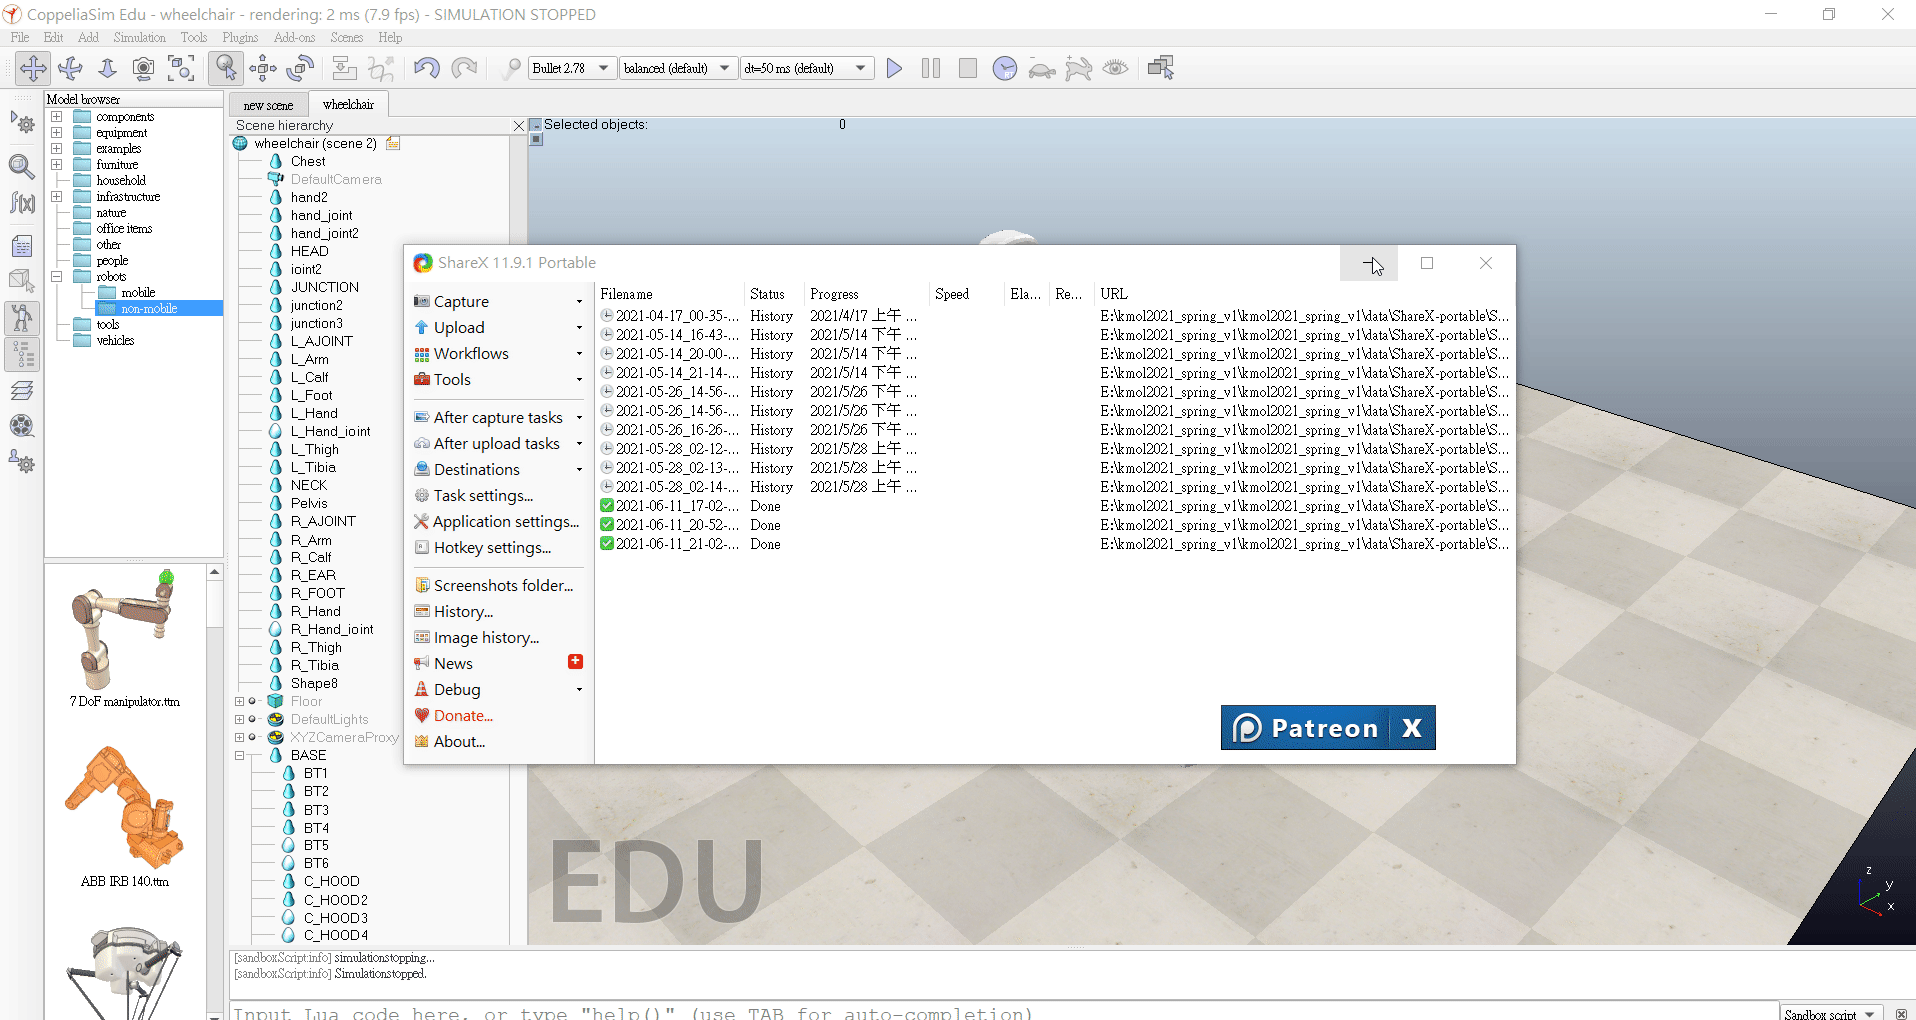 CoppeliaSim Edu - wheelchair - rendering: 2 ms (7.9 fps) - SIMULATION STOPPED
File Edit Add Simulation Tools Plugins Add-ons Scenes Help
Bullet 2.78 balanced (default) dt=50 ms (default)
Model browser
components
equipment
examples
furniture
household
infrastructure
nature
office items
other
people
robots
mobile
non-mobile
tools
vehicles
7 DoF manipulator.ttm
ABB IRB 140.ttm
new scene wheelchair
Scene hierarchy
wheelchair (scene 2)
Chest
DefaultCamera
hand2
hand_joint
hand_joint2
HEAD
joint2
JUNCTION
junction2
junction3
L_AJOINT
L_Arm
L_Calf
L_Foot
L_Hand
L_Hand_joint
L_Thigh
L_Tibia
NECK
Pelvis
R_AJOINT
R_Arm
R_Calf
R_EAR
R_FOOT
R_Hand
R_Hand_joint
R_Thigh
R_Tibia
Shape8
Floor
DefaultLights
XYZCameraProxy
BASE
BT1
BT2
BT3
BT4
BT5
BT6
C_HOOD
C_HOOD2
C_HOOD3
C_HOOD4
Selected objects: 0
ShareX 11.9.1 Portable
Capture
Upload
Workflows
Tools
After capture tasks
After upload tasks
Destinations
Task settings...
Application settings...
Hotkey settings...
Screenshots folder...
History...
Image history...
News
Debug
Donate...
About...
Filename Status Progress Speed Ela... Re... URL
2021-04-17_00-35-... History 2021/4/17 上午 ... E:\kmol2021_spring_v1\kmol2021_spring_v1\data\ShareX-portable\S...
2021-05-14_16-43-... History 2021/5/14 下午 ... E:\kmol2021_spring_v1\kmol2021_spring_v1\data\ShareX-portable\S...
2021-05-14_20-00-... History 2021/5/14 下午 ... E:\kmol2021_spring_v1\kmol2021_spring_v1\data\ShareX-portable\S...
2021-05-14_21-14-... History 2021/5/14 下午 ... E:\kmol2021_spring_v1\kmol2021_spring_v1\data\ShareX-portable\S...
2021-05-26_14-56-... History 2021/5/26 下午 ... E:\kmol2021_spring_v1\kmol2021_spring_v1\data\ShareX-portable\S...
2021-05-26_14-56-... History 2021/5/26 下午 ... E:\kmol2021_spring_v1\kmol2021_spring_v1\data\ShareX-portable\S...
2021-05-26_16-26-... History 2021/5/26 下午 ... E:\kmol2021_spring_v1\kmol2021_spring_v1\data\ShareX-portable\S...
2021-05-28_02-12-... History 2021/5/28 上午 ... E:\kmol2021_spring_v1\kmol2021_spring_v1\data\ShareX-portable\S...
2021-05-28_02-13-... History 2021/5/28 上午 ... E:\kmol2021_spring_v1\kmol2021_spring_v1\data\ShareX-portable\S...
2021-05-28_02-14-... History 2021/5/28 上午 ... E:\kmol2021_spring_v1\kmol2021_spring_v1\data\ShareX-portable\S...
2021-06-11_17-02-... Done E:\kmol2021_spring_v1\kmol2021_spring_v1\data\ShareX-portable\S...
2021-06-11_20-52-... Done E:\kmol2021_spring_v1\kmol2021_spring_v1\data\ShareX-portable\S...
2021-06-11_21-02-... Done E:\kmol2021_spring_v1\kmol2021_spring_v1\data\ShareX-portable\S...
Patreon X
EDU
z
y
x
[sandboxScript:info] simulationstopping...
[sandboxScript:info] Simulationstopped.
Input Lua code here, or type "help()" (use TAB for auto-completion)
Sandbox script